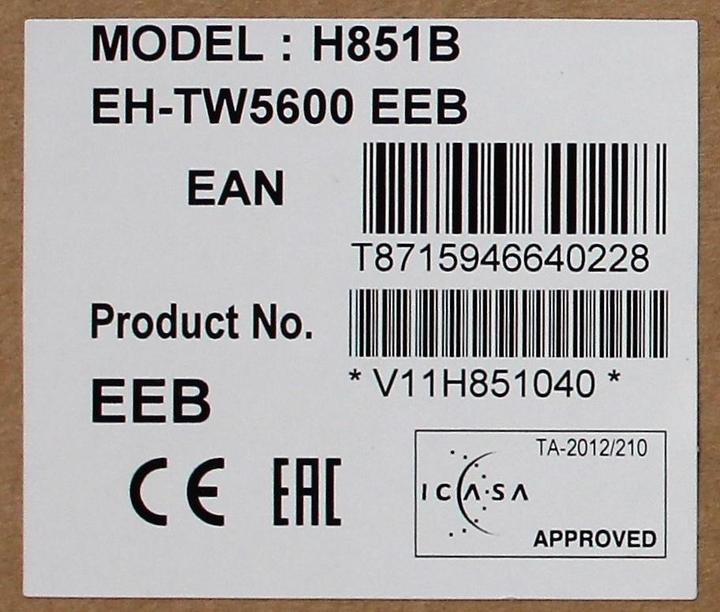 MODEL : H851B
EH-TW5600 EEB
EAN
T8715946640228
Product No.
* V11H851040 *
EEB
CE EAC
TA-2012/210
ICASA
APPROVED